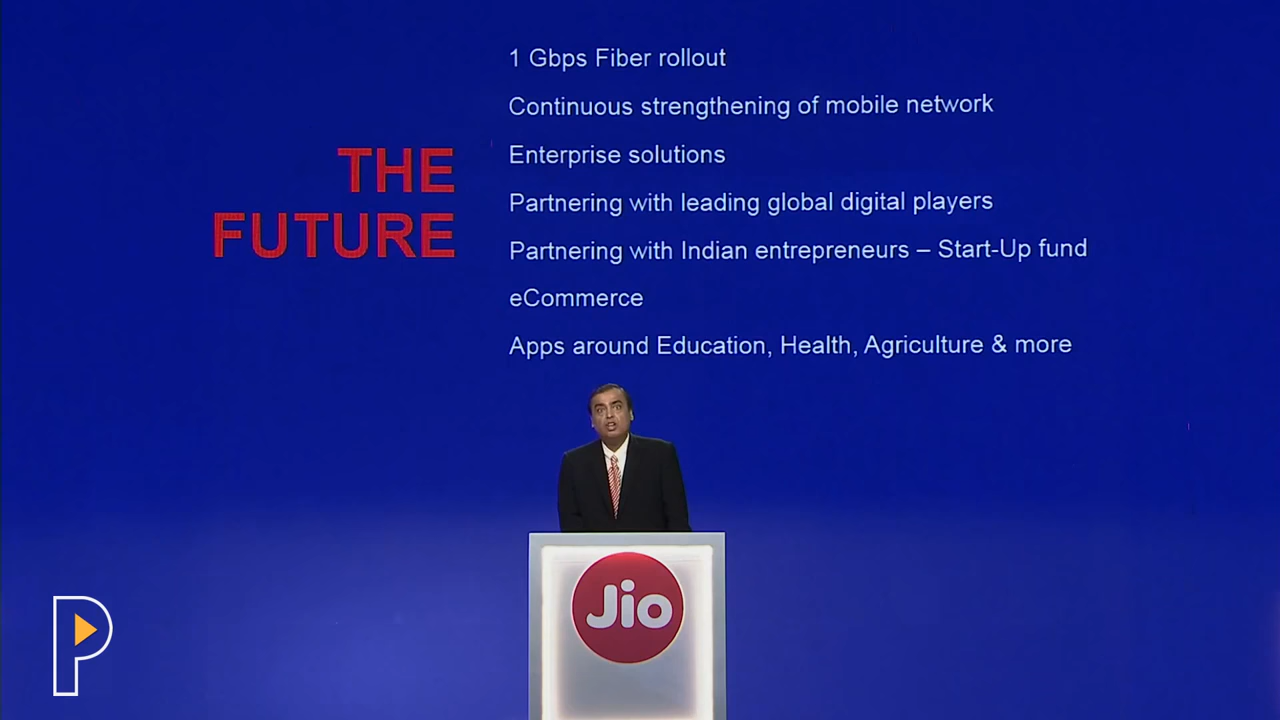 THE
FUTURE
1 Gbps Fiber rollout
Continuous strengthening of mobile network
Enterprise solutions
Partnering with leading global digital players
Partnering with Indian entrepreneurs – Start-Up fund
eCommerce
Apps around Education, Health, Agriculture & more
Jio
P